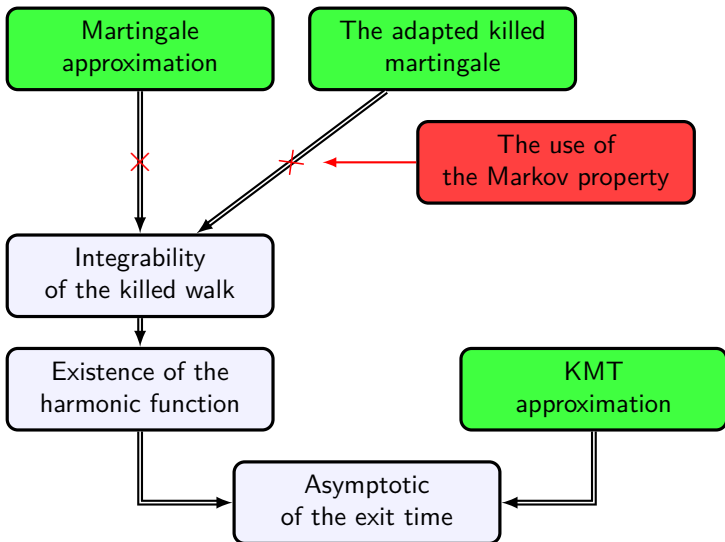 Martingale
approximation
The adapted killed
martingale
The use of
the Markov property
Integrability
of the killed walk
Existence of the
harmonic function
KMT
approximation
Asymptotic
of the exit time